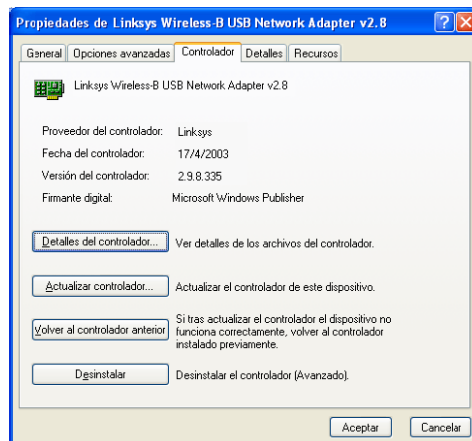 Propiedades de Linksys Wireless-B USB Network Adapter v2.8
General Opciones avanzadas Controlador Detalles Recursos
Linksys Wireless-B USB Network Adapter v2.8
Proveedor del controlador: Linksys
Fecha del controlador: 17/4/2003
Versión del controlador: 2.9.8.335
Firmante digital: Microsoft Windows Publisher
Detalles del controlador... Ver detalles de los archivos del controlador.
Actualizar controlador... Actualizar el controlador de este dispositivo.
Volver al controlador anterior
Si tras actualizar el controlador el dispositivo no
funciona correctamente, volver al controlador
instalado previamente.
Desinstalar Desinstalar el controlador (Avanzado).
Aceptar Cancelar